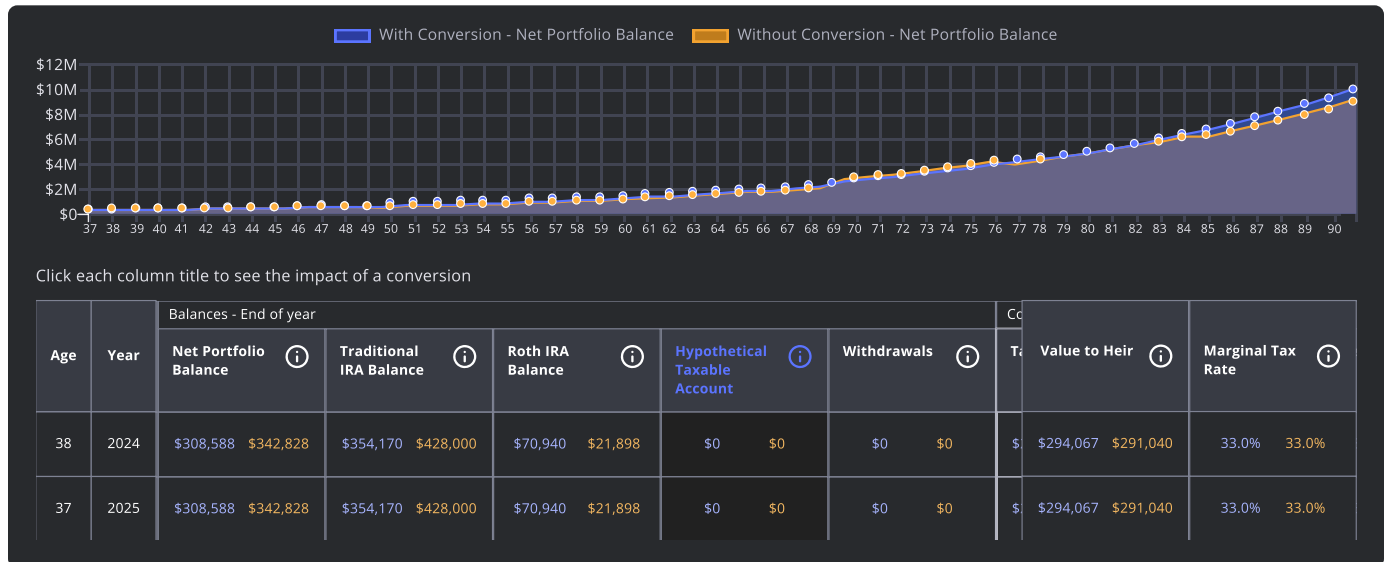 With Conversion - Net Portfolio Balance Without Conversion - Net Portfolio Balance
$12M
$10M
$8M
$6M
$4M
$2M
$0
37 38 39 40 41 42 43 44 45 46 47 48 49 50 51 52 53 54 55 56 57 58 59 60 61 62 63 64 65 66 67 68 69 70 71 72 73 74 75 76 77 78 79 80 81 82 83 84 85 86 87 88 89 90
Click each column title to see the impact of a conversion
Balances - End of year Co
Age Year Net Portfolio Balance Traditional IRA Balance Roth IRA Balance Hypothetical Taxable Account Withdrawals Ta Value to Heir Marginal Tax Rate
38 2024 $308,588 $342,828 $354,170 $428,000 $70,940 $21,898 $0 $0 $0 $0 $ $294,067 $291,040 33.0% 33.0%
37 2025 $308,588 $342,828 $354,170 $428,000 $70,940 $21,898 $0 $0 $0 $0 $ $294,067 $291,040 33.0% 33.0%